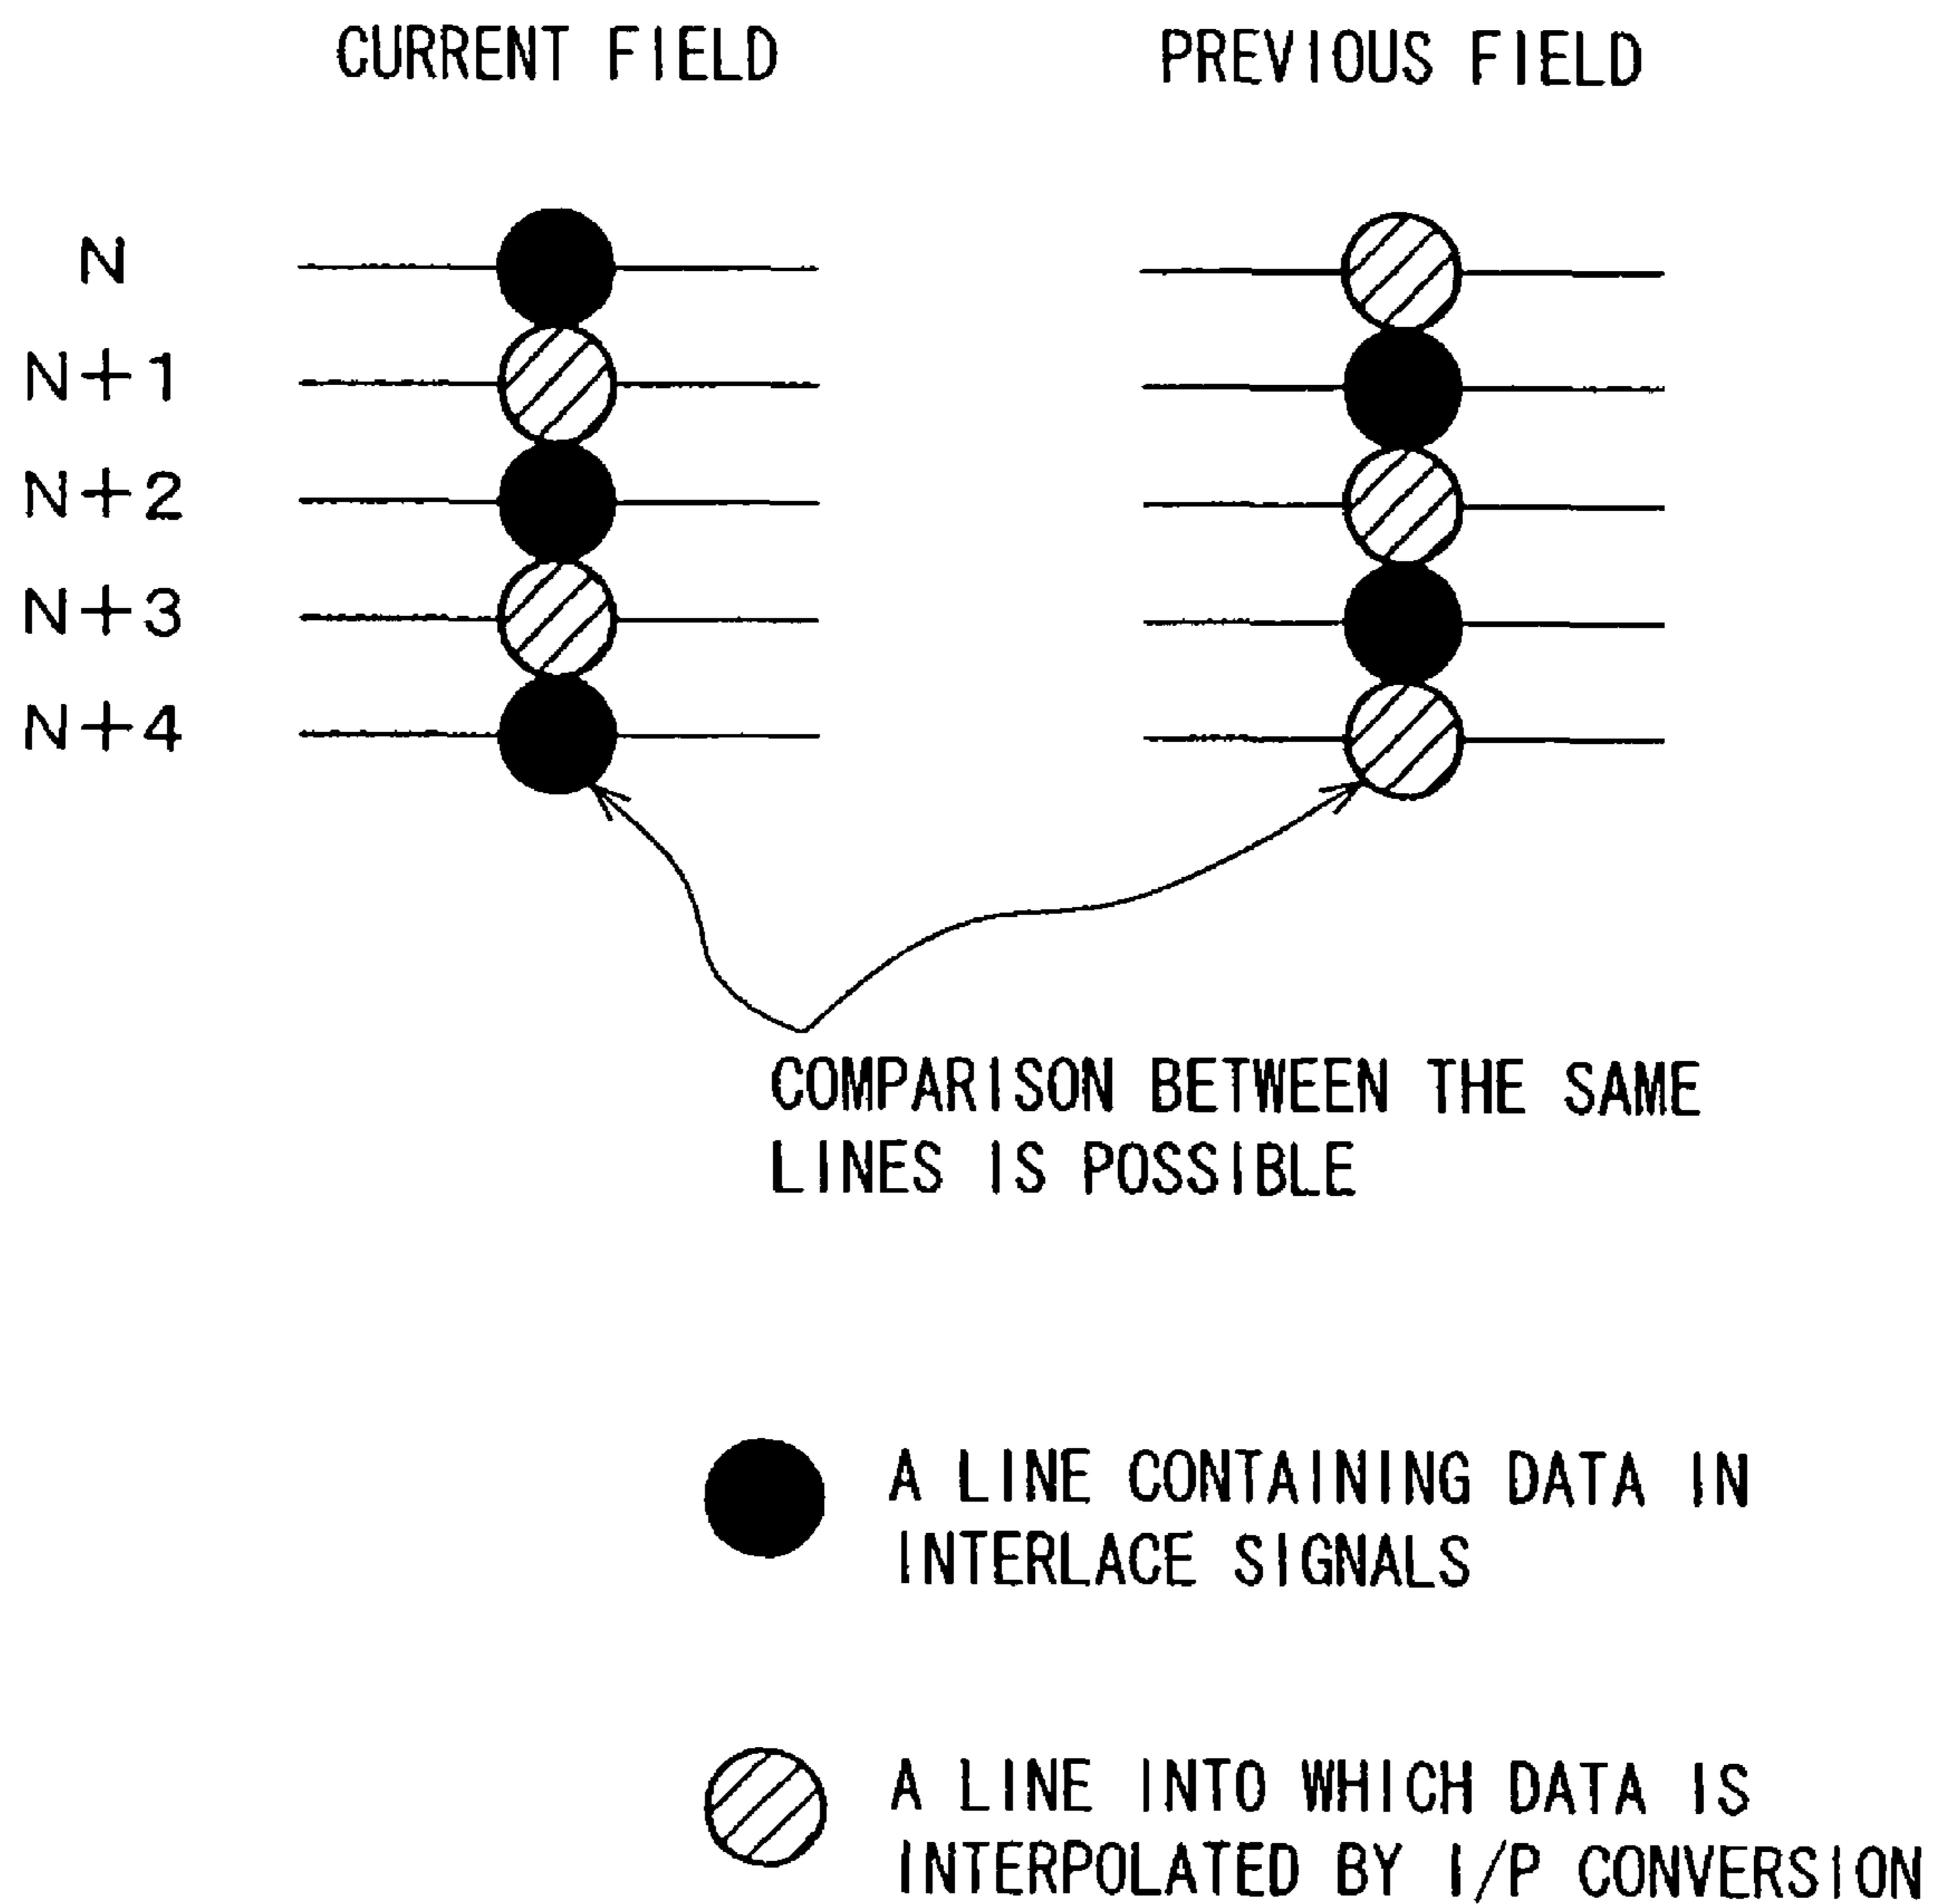 CURRENT FIELD
PREVIOUS FIELD
N
N+1
N+2
N+3
N+4
COMPARISON BETWEEN THE SAME
LINES IS POSSIBLE
A LINE CONTAINING DATA IN
INTERLACE SIGNALS
A LINE INTO WHICH DATA IS
INTERPOLATED BY I/P CONVERSION